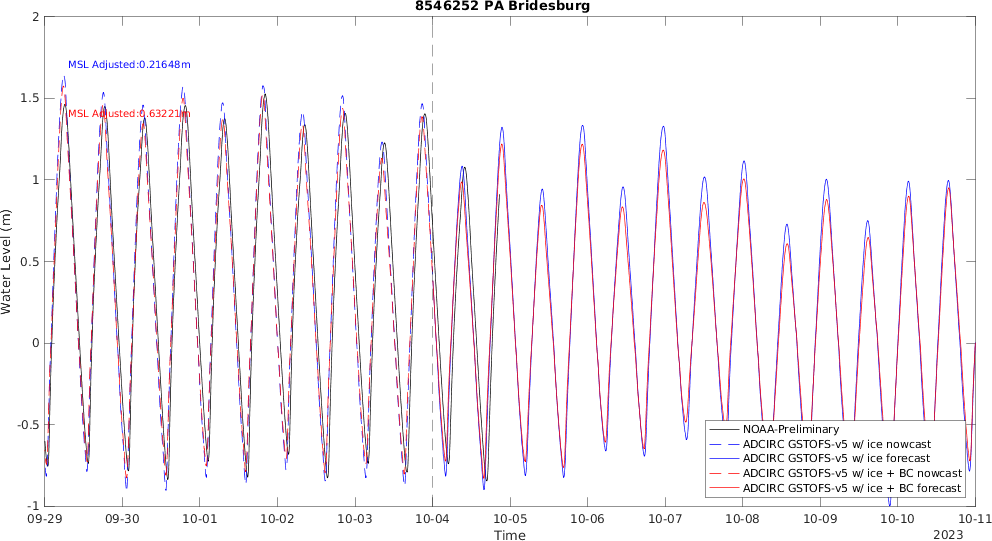 8546252 PA Bridesburg
2
1.5
1
0.5
0
-0.5
-1
Water Level (m)
MSL Adjusted:0.21648m
MSL Adjusted:0.63221m
NOAA-Preliminary
ADCIRC GSTOFS-v5 w/ ice nowcast
ADCIRC GSTOFS-v5 w/ ice forecast
ADCIRC GSTOFS-v5 w/ ice + BC nowcast
ADCIRC GSTOFS-v5 w/ ice + BC forecast
09-29 09-30 10-01 10-02 10-03 10-04 10-05 10-06 10-07 10-08 10-09 10-10 10-11
Time
2023